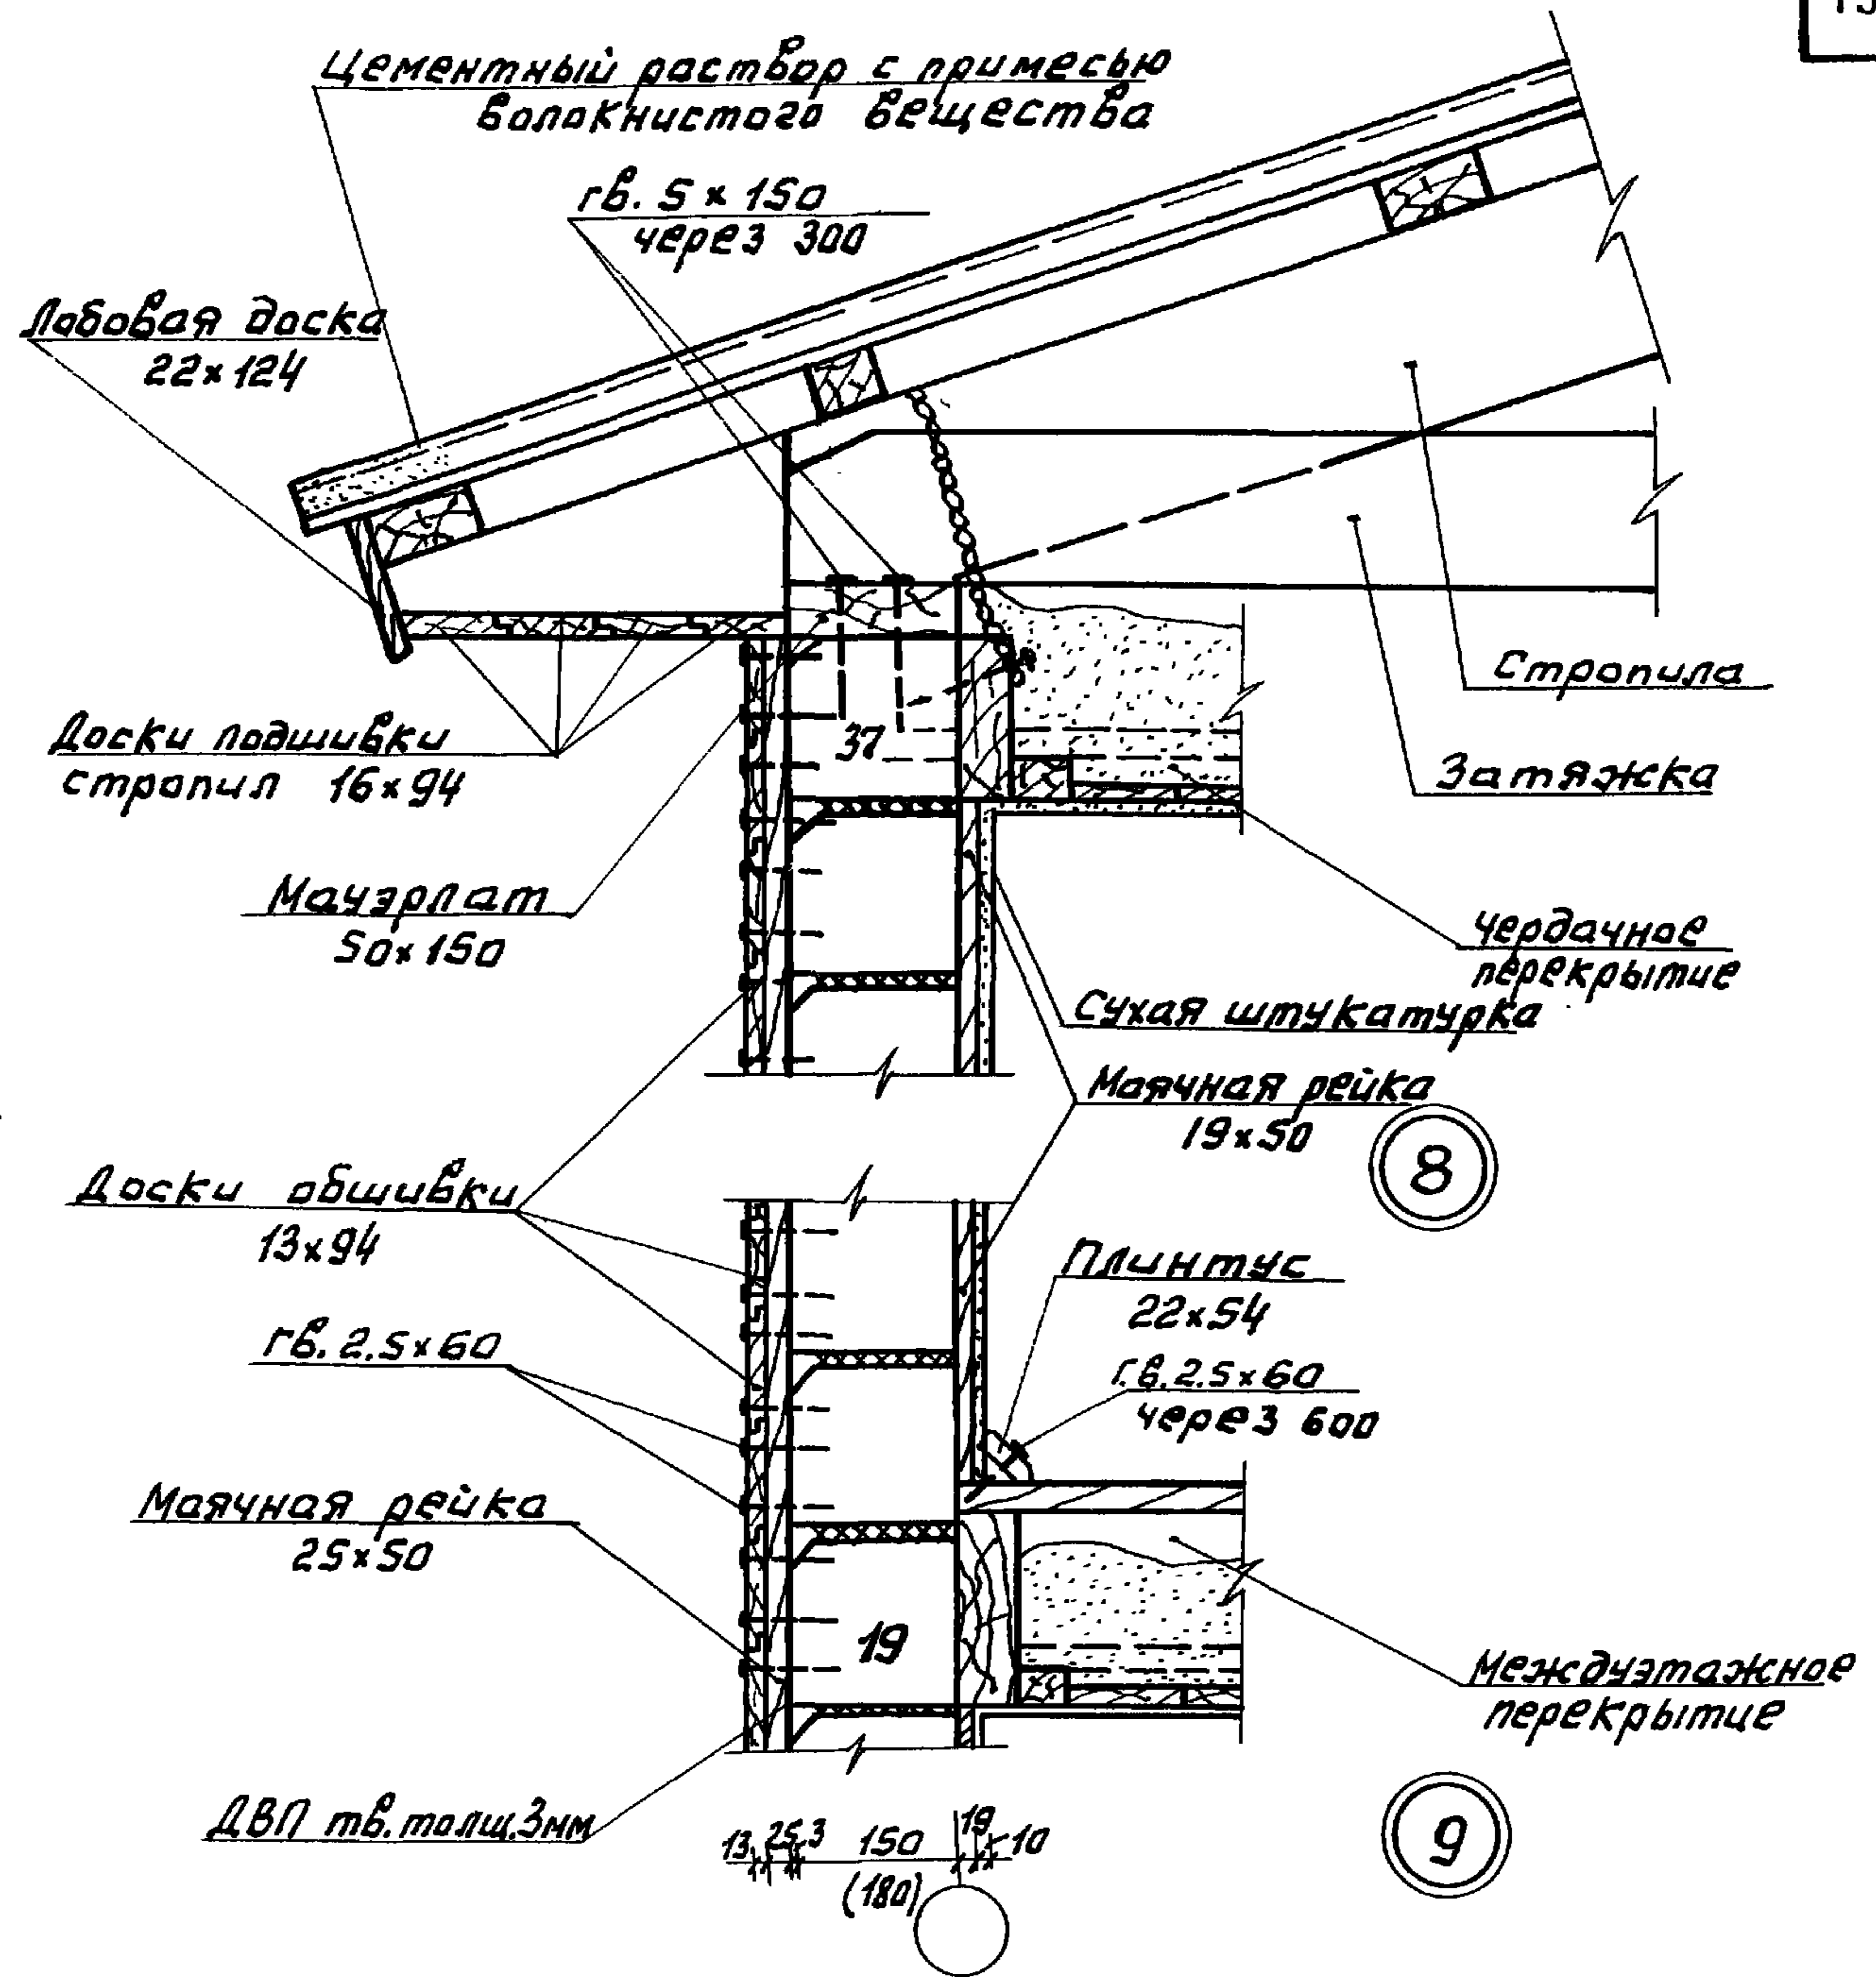 Цементный раствор с примесью
волокнистого вещества
гв. 5 × 150
через 300
Лобовая доска
22×124
Стропила
Доски подшивки
стропил 16×94
37
Затяжка
Мауэрлат
50×150
чердачное
перекрытие
Сухая штукатурка
Маячная рейка
19×50
8
Доски обшивки
13×94
Плинтус
22×54
гв. 2.5×60
г.в. 2.5×60
через 600
Маячная рейка
25×50
19
Междуэтажное
перекрытие
ДВП тв. толщ. 3мм
13 25 3 150 19 10
(180)
9